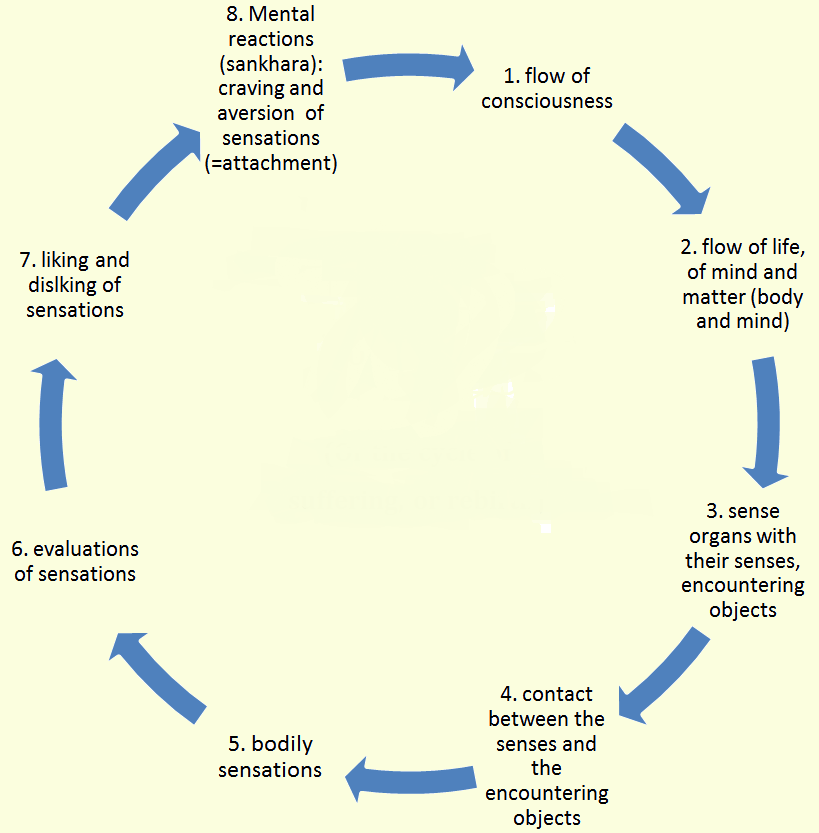 8. Mental
reactions
(sankhara):
craving and
aversion of
sensations
(=attachment)
1. flow of
consciousness
2. flow of life,
of mind and
matter (body
and mind)
3. sense
organs with
their senses,
encountering
objects
4. contact
between the
senses and
the
encountering
objects
5. bodily
sensations
6. evaluations
of sensations
7. liking and
dislking of
sensations